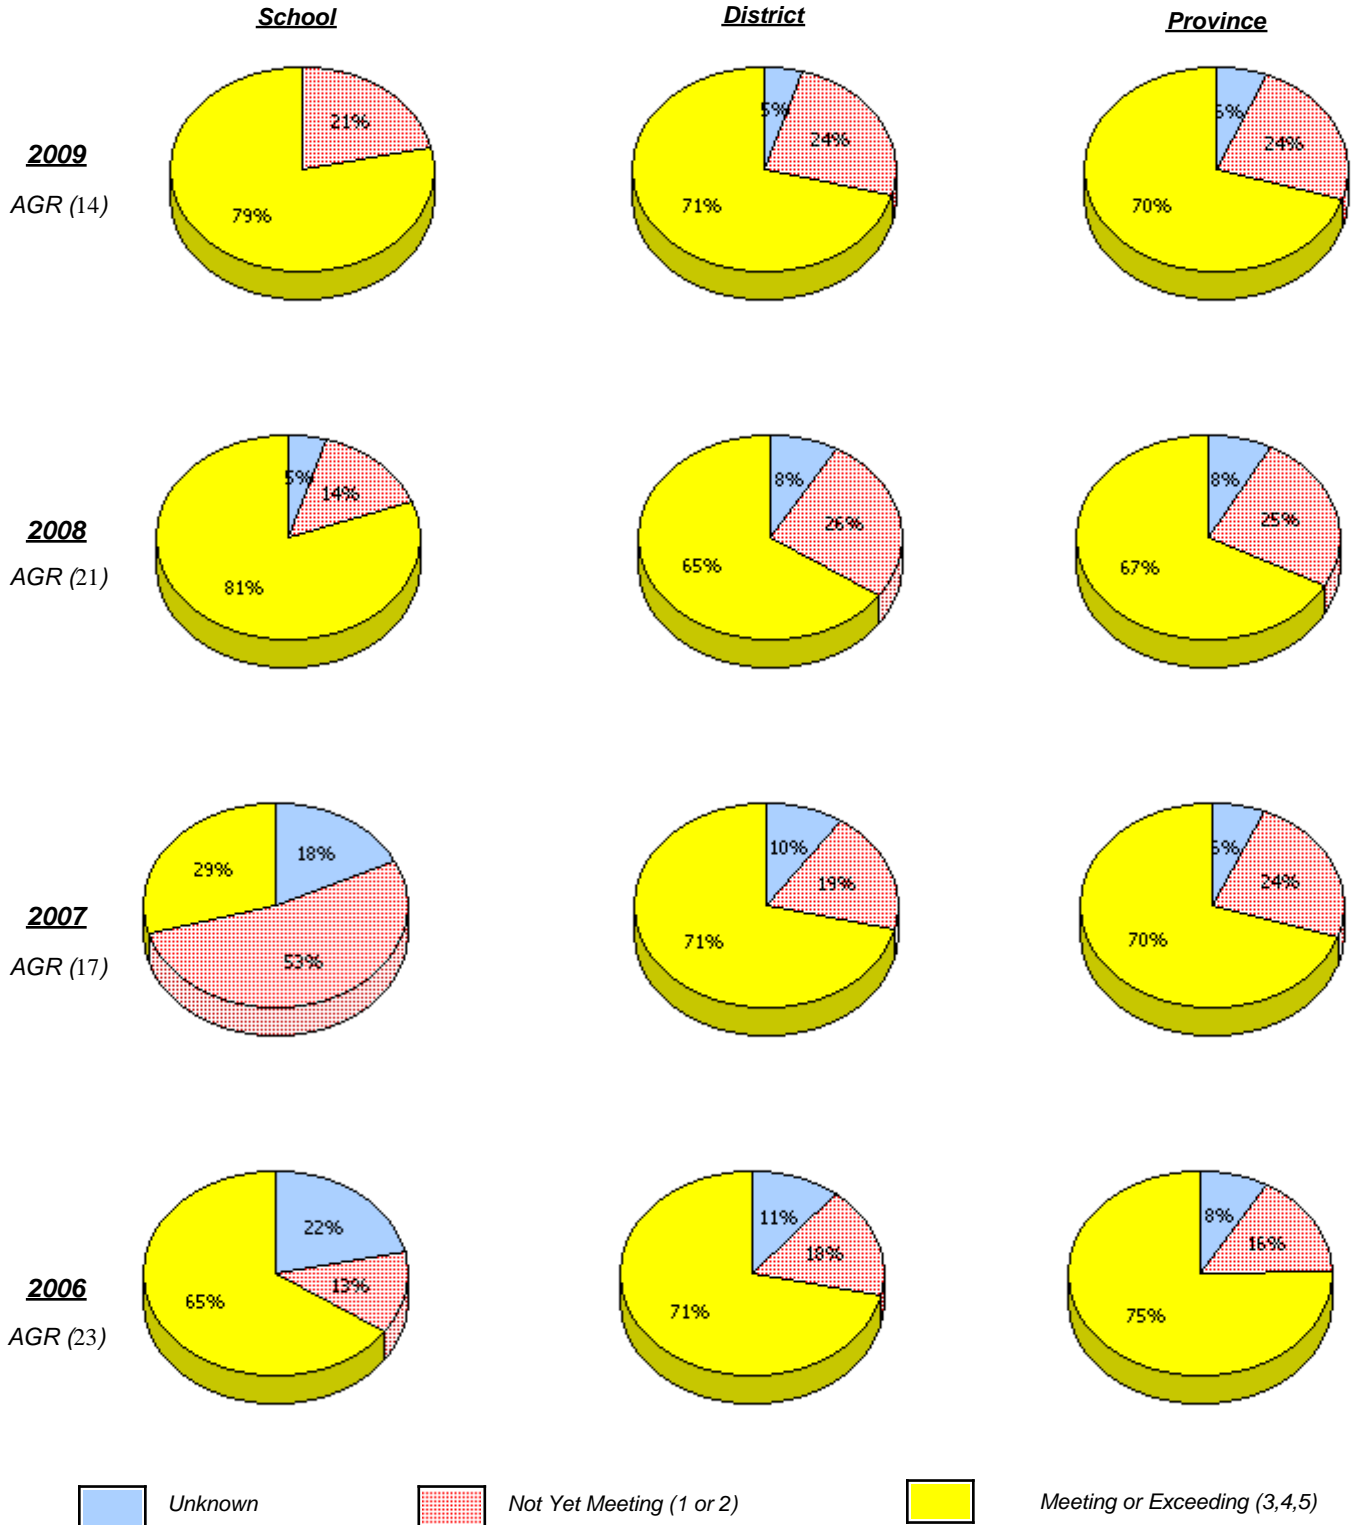 School District Province
21% 5% 24% 6% 24%
2009
AGR (14)
79% 71% 70%
5% 14% 8% 26% 8% 25%
2008
AGR (21)
81% 65% 67%
29% 18% 10% 19% 6% 24%
2007
AGR (17)
53% 71% 70%
22% 13% 11% 18% 8% 16%
2006
AGR (23)
65% 71% 75%
Unknown Not Yet Meeting (1 or 2) Meeting or Exceeding (3,4,5)